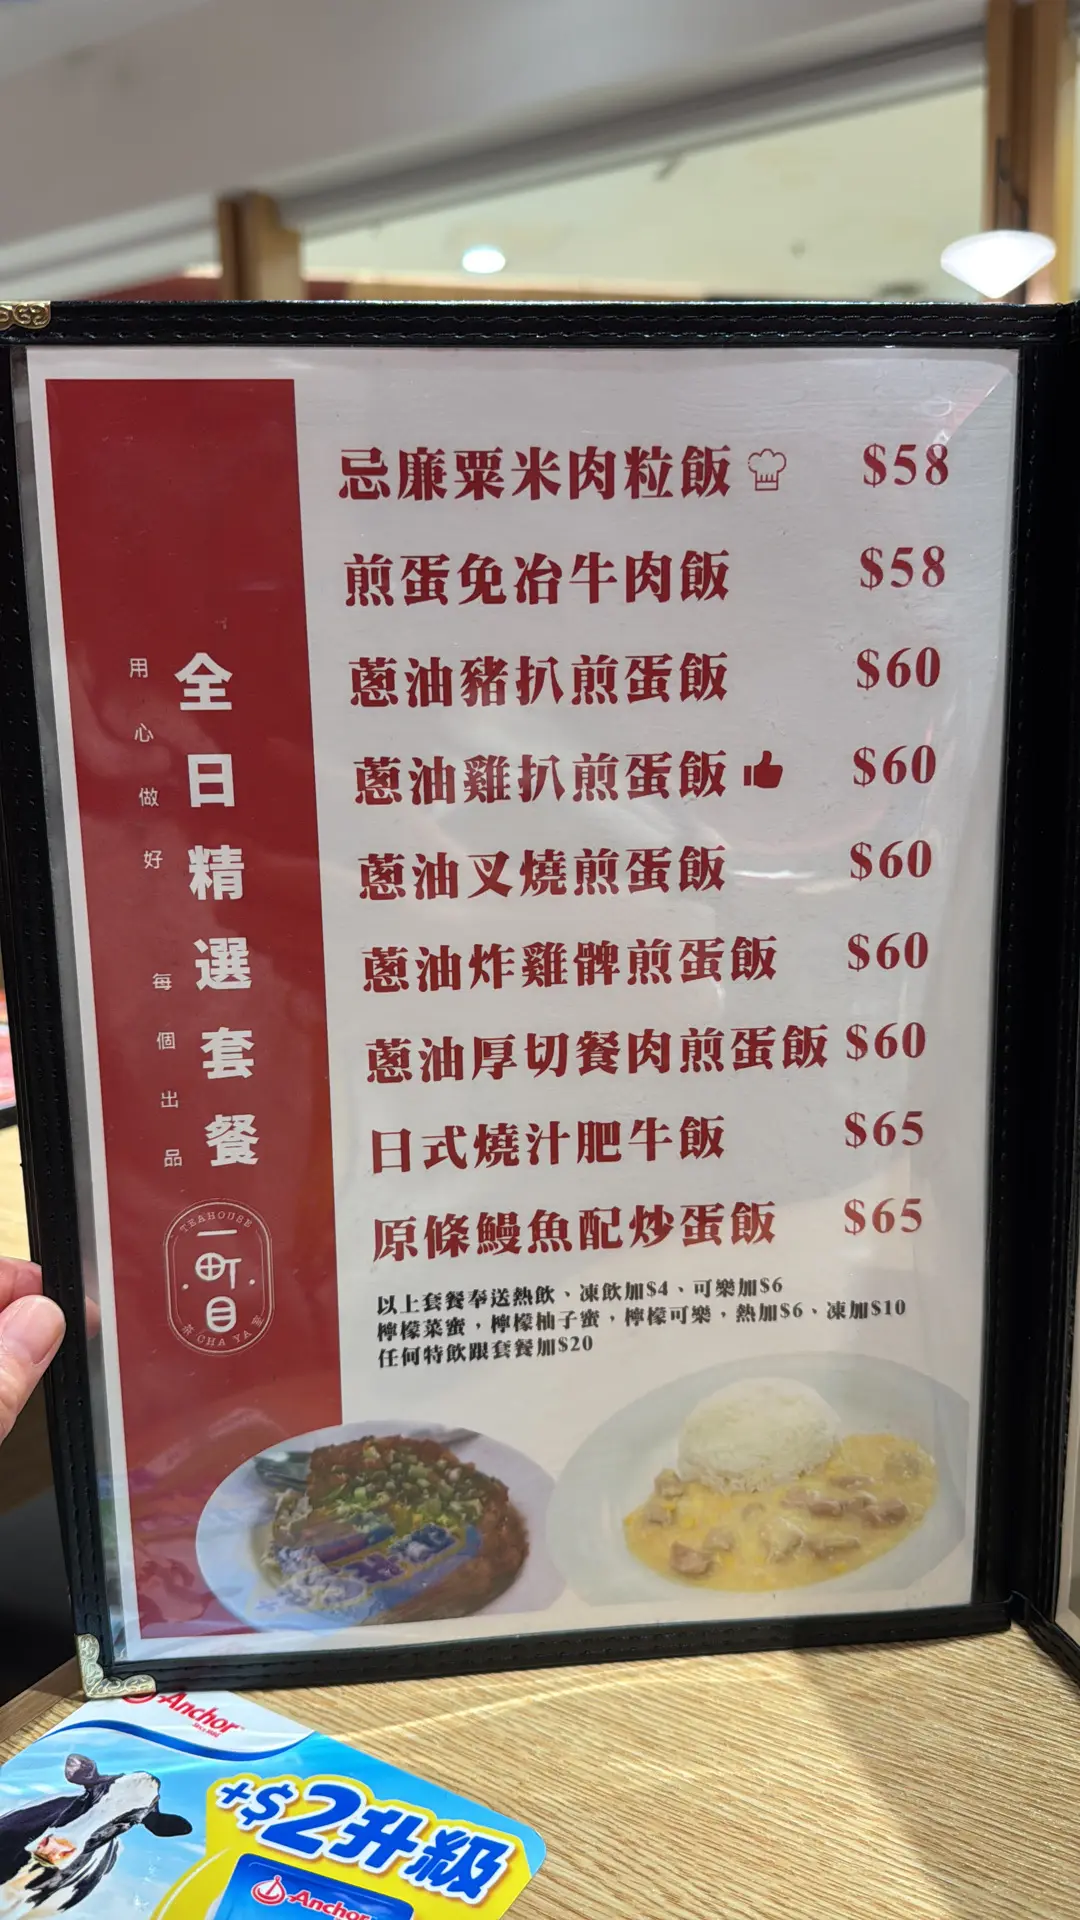 全日精選套餐
用心做好 每個出品
TEAHOUSE
一町目
茶 CHA YA 室
忌廉粟米肉粒飯 $58
煎蛋免冶牛肉飯 $58
蔥油豬扒煎蛋飯 $60
蔥油雞扒煎蛋飯 $60
蔥油叉燒煎蛋飯 $60
蔥油炸雞髀煎蛋飯 $60
蔥油厚切餐肉煎蛋飯 $60
日式燒汁肥牛飯 $65
原條鰻魚配炒蛋飯 $65
以上套餐奉送熱飲、凍飲加$4、可樂加$6
檸檬菜蜜，檸檬柚子蜜，檸檬可樂，熱加$6、凍加$10
任何特飲跟套餐加$20
Anchor
+$2升級
Anchor